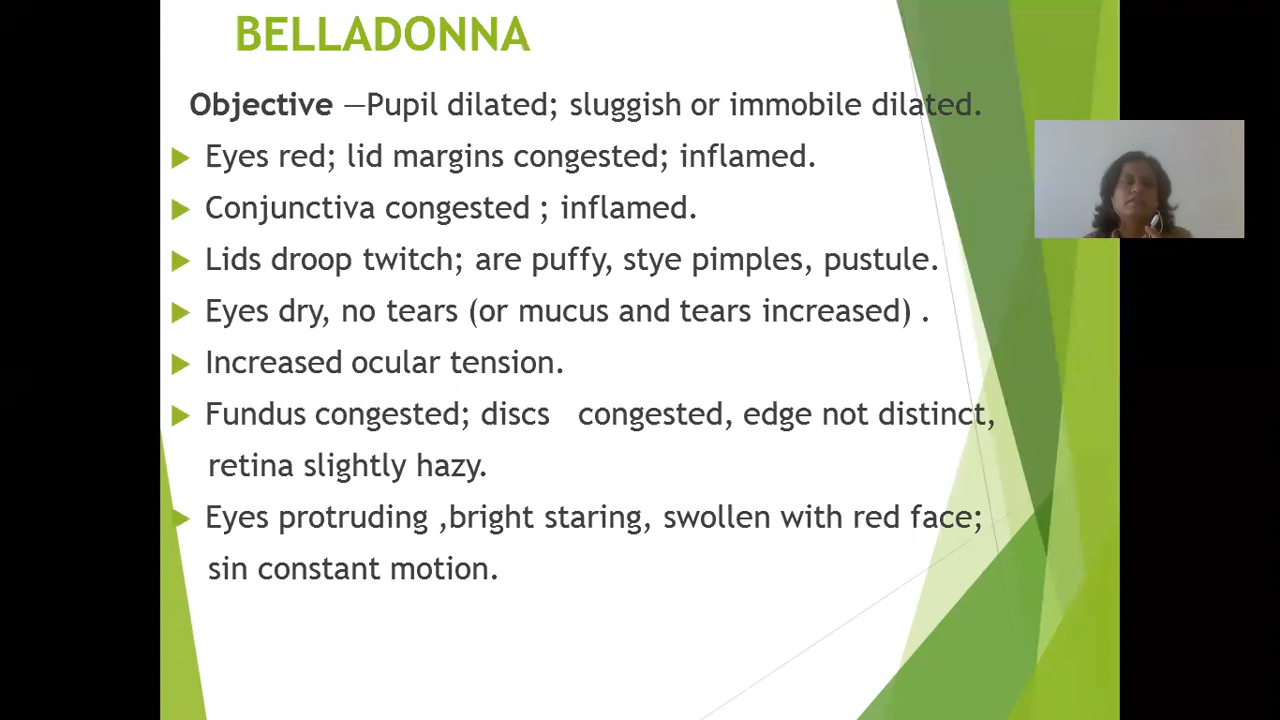 BELLADONNA
Objective —Pupil dilated; sluggish or immobile dilated.
Eyes red; lid margins congested; inflamed.
Conjunctiva congested ; inflamed.
Lids droop twitch; are puffy, stye pimples, pustule.
Eyes dry, no tears (or mucus and tears increased) .
Increased ocular tension.
Fundus congested; discs congested, edge not distinct,
retina slightly hazy.
Eyes protruding ,bright staring, swollen with red face;
sin constant motion.